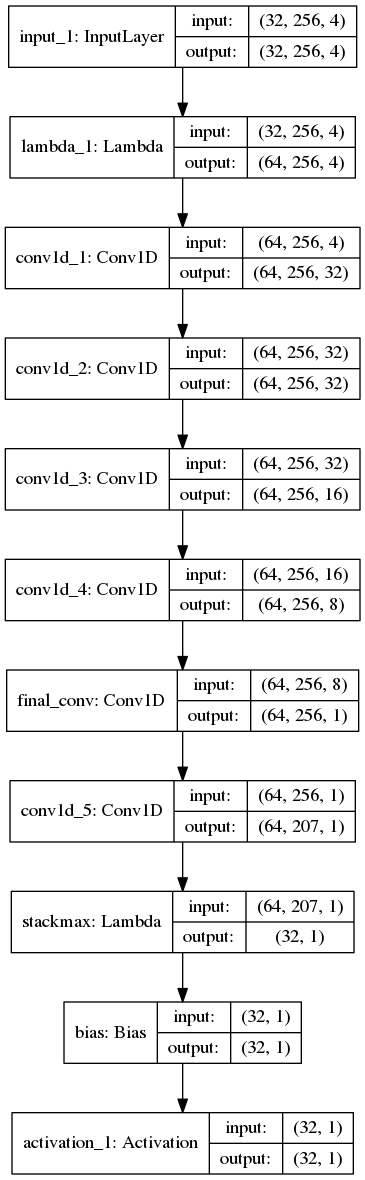 input_1: InputLayer
input: (32, 256, 4)
output: (32, 256, 4)
lambda_1: Lambda
input: (32, 256, 4)
output: (64, 256, 4)
conv1d_1: Conv1D
input: (64, 256, 4)
output: (64, 256, 32)
conv1d_2: Conv1D
input: (64, 256, 32)
output: (64, 256, 32)
conv1d_3: Conv1D
input: (64, 256, 32)
output: (64, 256, 16)
conv1d_4: Conv1D
input: (64, 256, 16)
output: (64, 256, 8)
final_conv: Conv1D
input: (64, 256, 8)
output: (64, 256, 1)
conv1d_5: Conv1D
input: (64, 256, 1)
output: (64, 207, 1)
stackmax: Lambda
input: (64, 207, 1)
output: (32, 1)
bias: Bias
input: (32, 1)
output: (32, 1)
activation_1: Activation
input: (32, 1)
output: (32, 1)